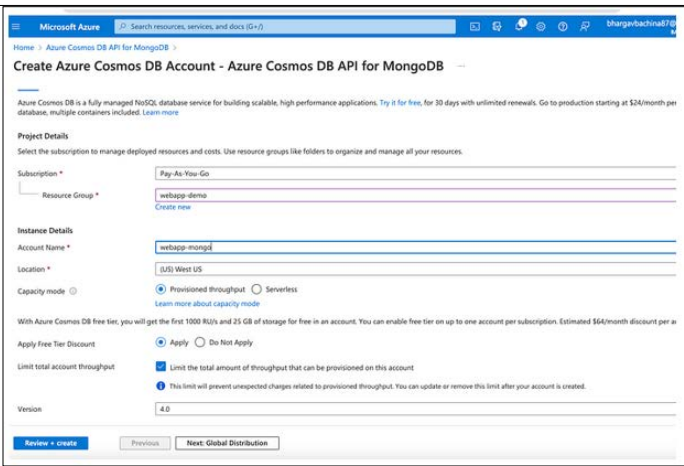 Microsoft Azure
Search resources, services, and docs (G+/)
bhargavbachina87@
Home > Azure Cosmos DB API for MongoDB >
Create Azure Cosmos DB Account - Azure Cosmos DB API for MongoDB ...
Azure Cosmos DB is a fully managed NoSQL database service for building scalable, high performance applications. Try it for free, for 30 days with unlimited renewals. Go to production starting at $24/month per
database, multiple containers included. Learn more
Project Details
Select the subscription to manage deployed resources and costs. Use resource groups like folders to organize and manage all your resources.
Subscription *
Pay-As-You-Go
Resource Group *
webapp-demo
Create new
Instance Details
Account Name *
webapp-mongo
Location *
(US) West US
Capacity mode
Provisioned throughput
Serverless
Learn more about capacity mode
With Azure Cosmos DB free tier, you will get the first 1000 RU/s and 25 GB of storage for free in an account. You can enable free tier on up to one account per subscription. Estimated $64/month discount per a
Apply Free Tier Discount
Apply
Do Not Apply
Limit total account throughput
Limit the total amount of throughput that can be provisioned on this account
This limit will prevent unexpected charges related to provisioned throughput. You can update or remove this limit after your account is created.
Version
4.0
Review + create
Previous
Next: Global Distribution